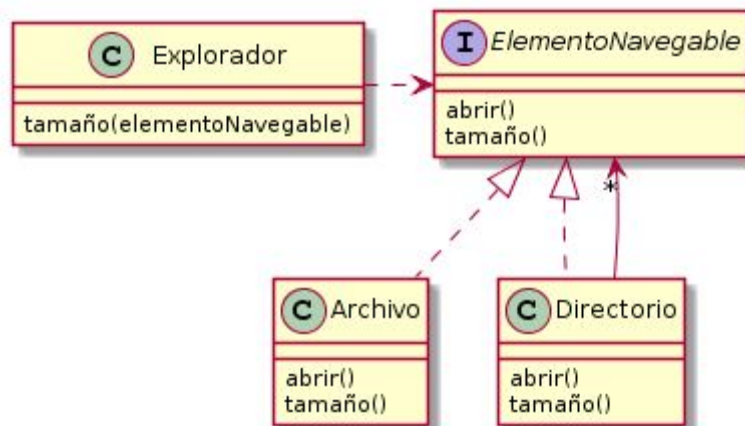 C Explorador
tamaño(elementoNavegable)
I ElementoNavegable
abrir()
tamaño()
*
C Archivo
abrir()
tamaño()
C Directorio
abrir()
tamaño()